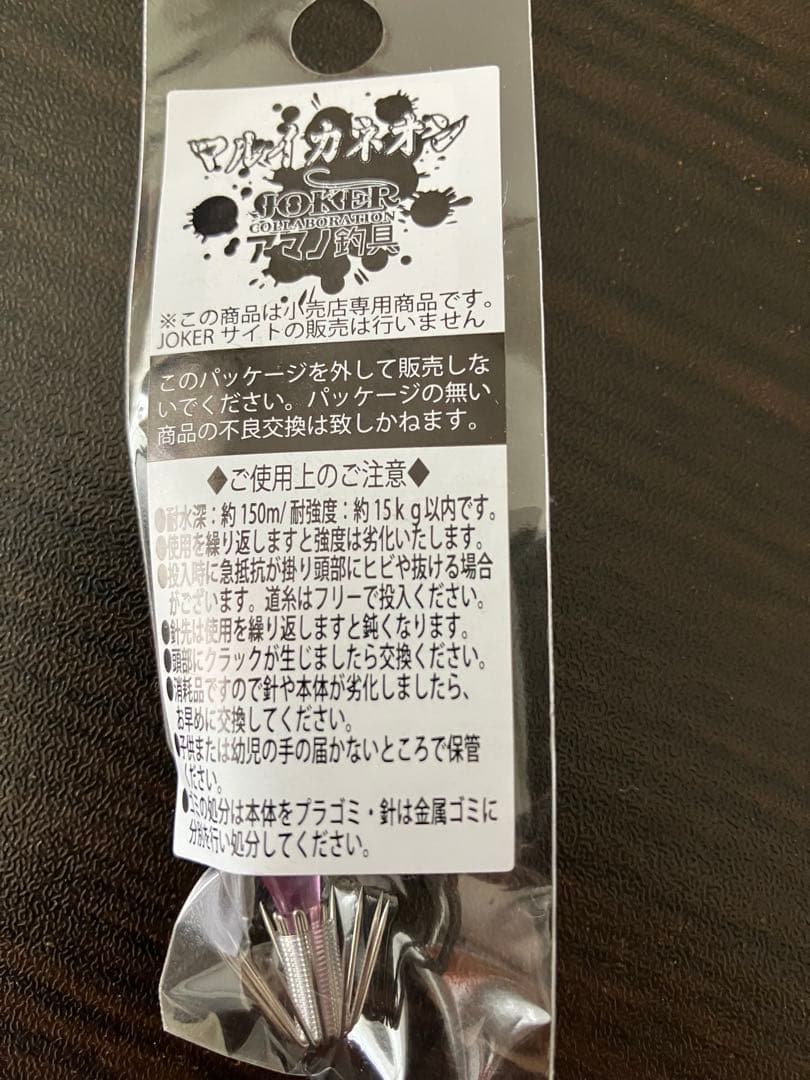 マルイカネオン
JOKER
COLLABORATION
アマノ釣具
※この商品は小売店専用商品です。
JOKER サイトの販売は行いません
このパッケージを外して販売しな
いでください。パッケージの無い
商品の不良交換は致しかねます。
◆ご使用上のご注意◆
●耐水深：約150m/耐強度：約15kg以内です。
●使用を繰り返しますと強度は劣化いたします。
●投入時に急抵抗が掛り頭部にヒビや抜ける場合
がございます。道糸はフリーで投入ください。
●針先は使用を繰り返しますと鈍くなります。
●頭部にクラックが生じましたら交換ください。
●消耗品ですので針や本体が劣化しましたら、
お早めに交換してください。
●子供または幼児の手の届かないところで保管
ください。
●ゴミの処分は本体をプラゴミ・針は金属ゴミに
分別を行い処分してください。